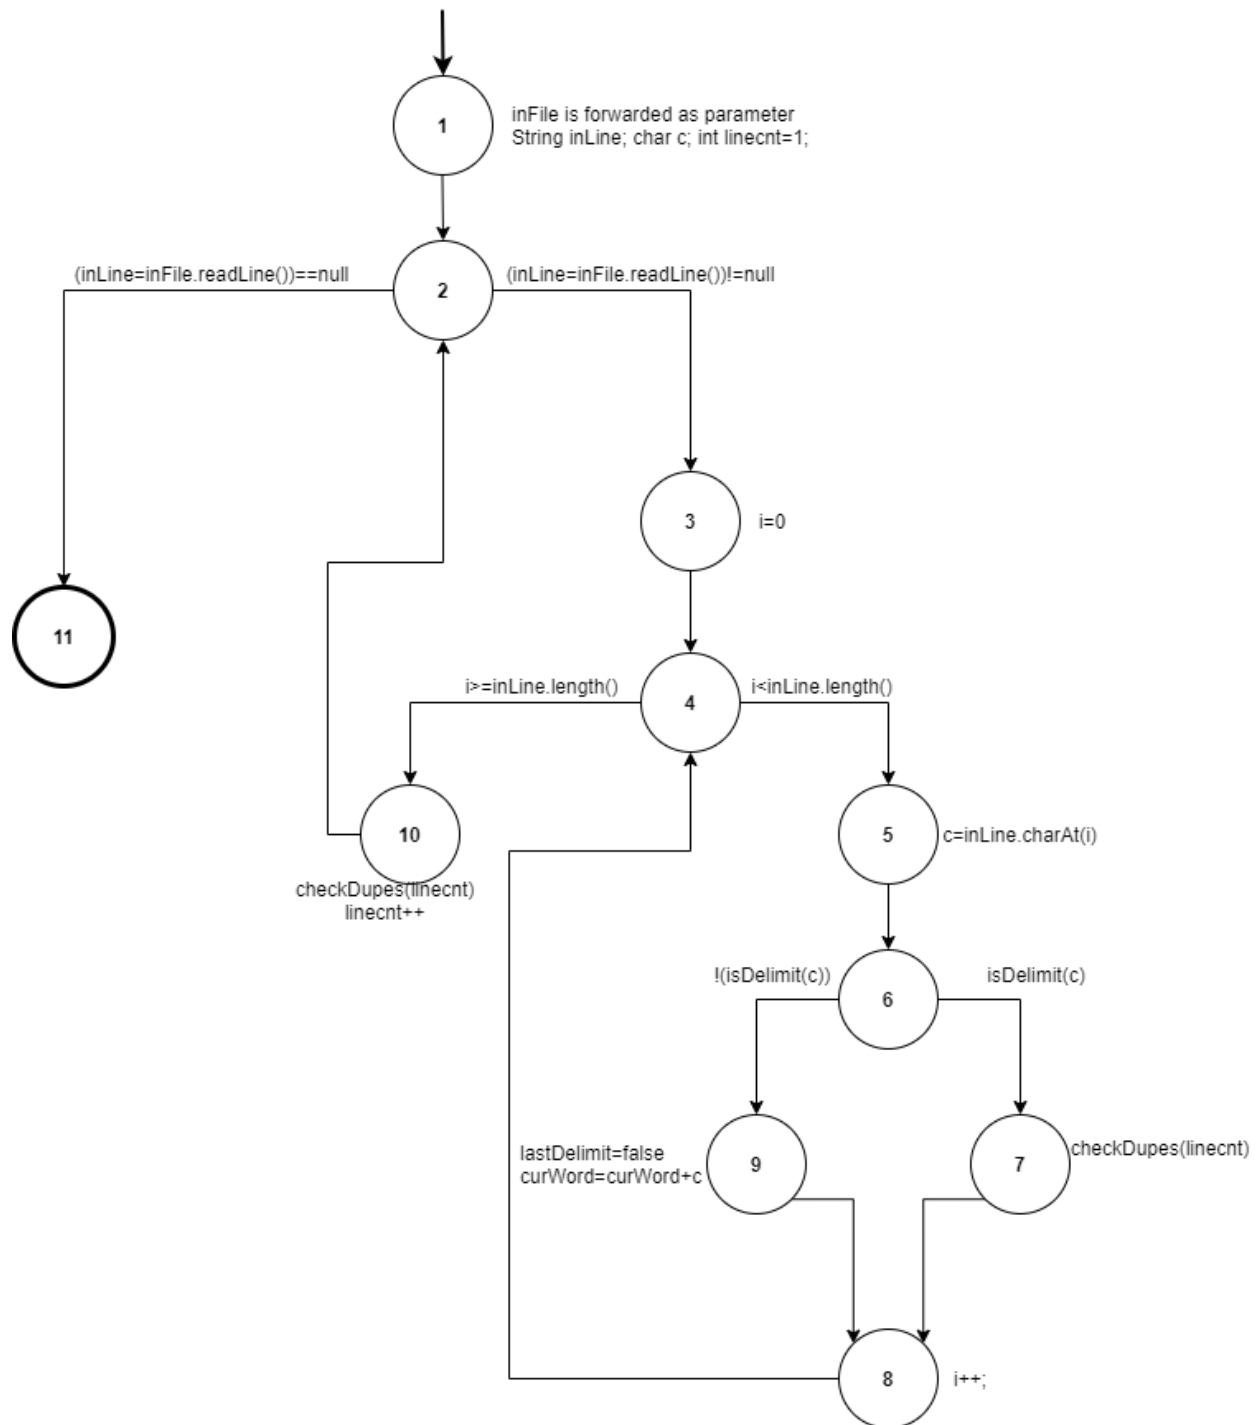 1
inFile is forwarded as parameter
String inLine; char c; int linecnt=1;
(inLine=inFile.readLine())==null
2
(inLine=inFile.readLine())!=null
3
i=0
11
i>=inLine.length()
4
i<inLine.length()
10
5
c=inLine.charAt(i)
checkDupes(linecnt)
linecnt++
!(isDelimit(c))
6
isDelimit(c)
lastDelimit=false
curWord=curWord+c
9
7
checkDupes(linecnt)
8
i++;